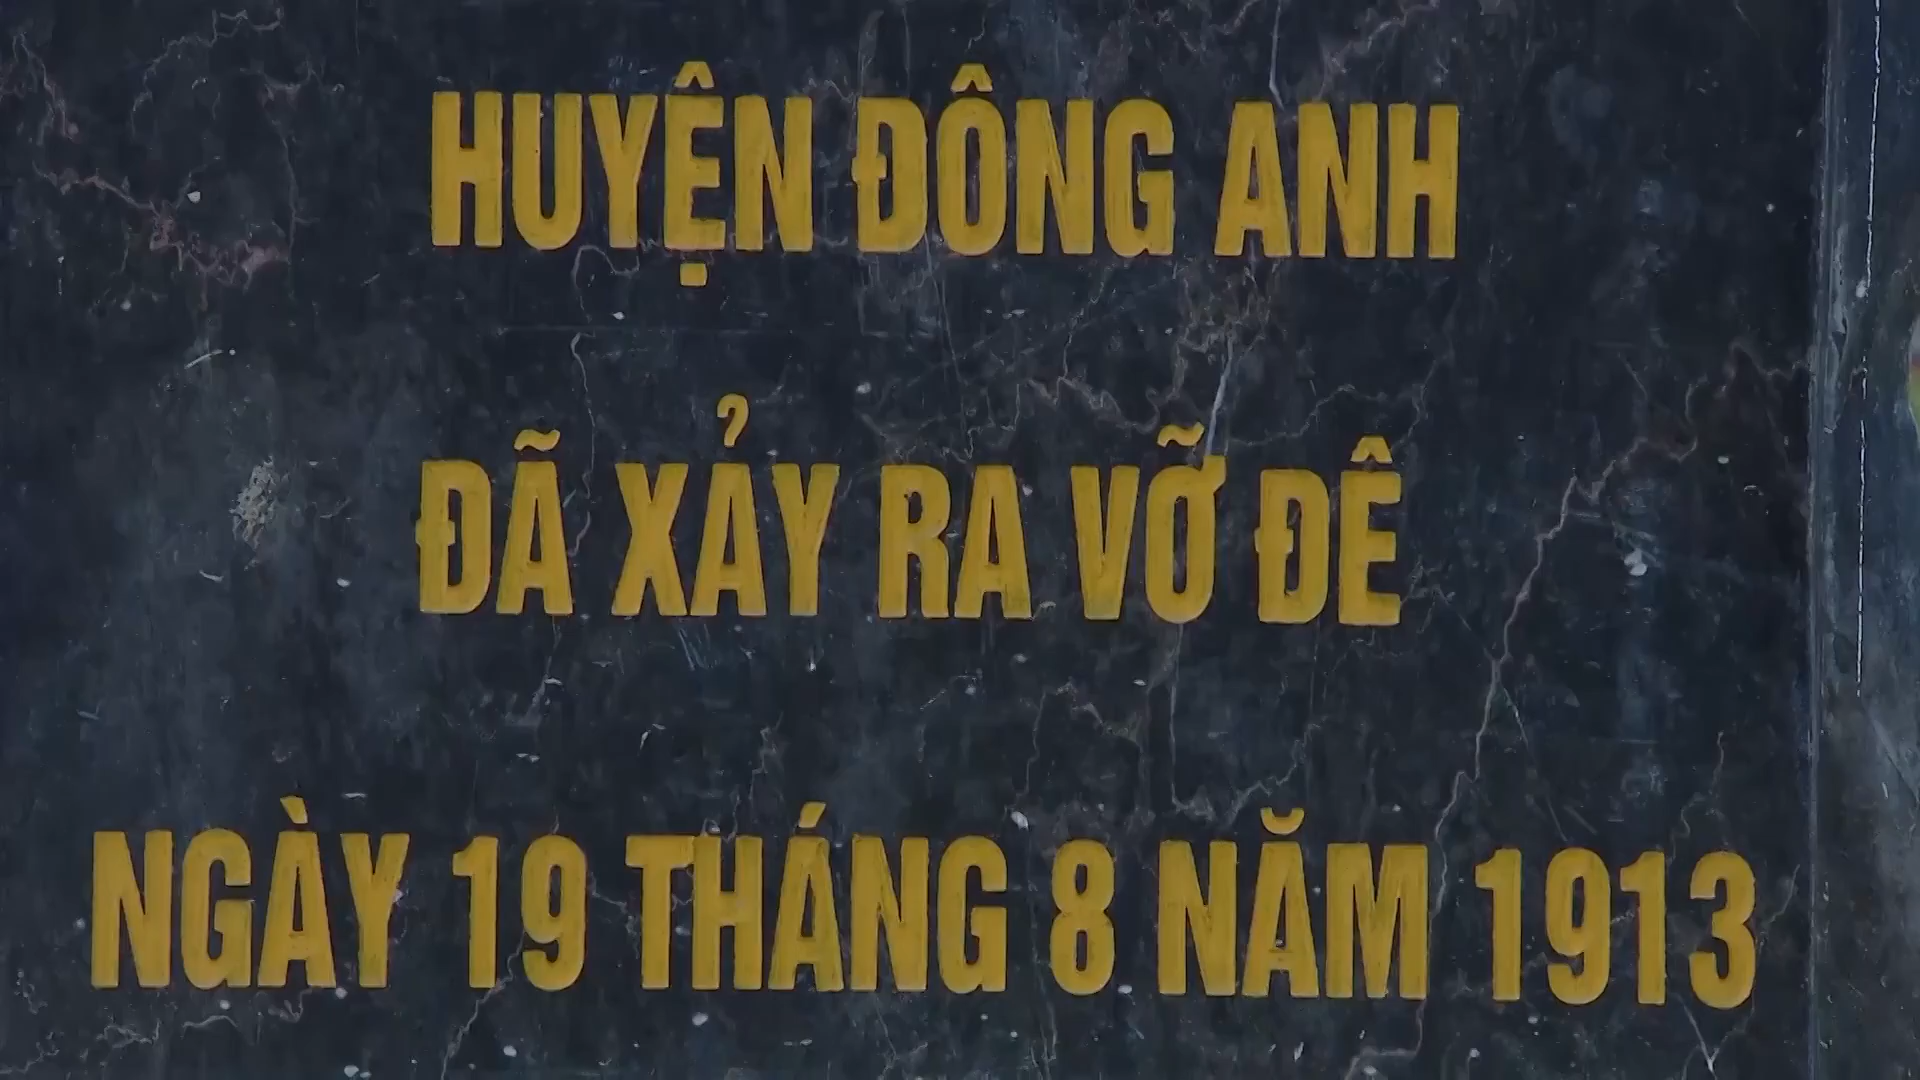 HUYỆN ĐÔNG ANH
ĐÃ XẢY RA VỠ ĐÊ
NGÀY 19 THÁNG 8 NĂM 1913